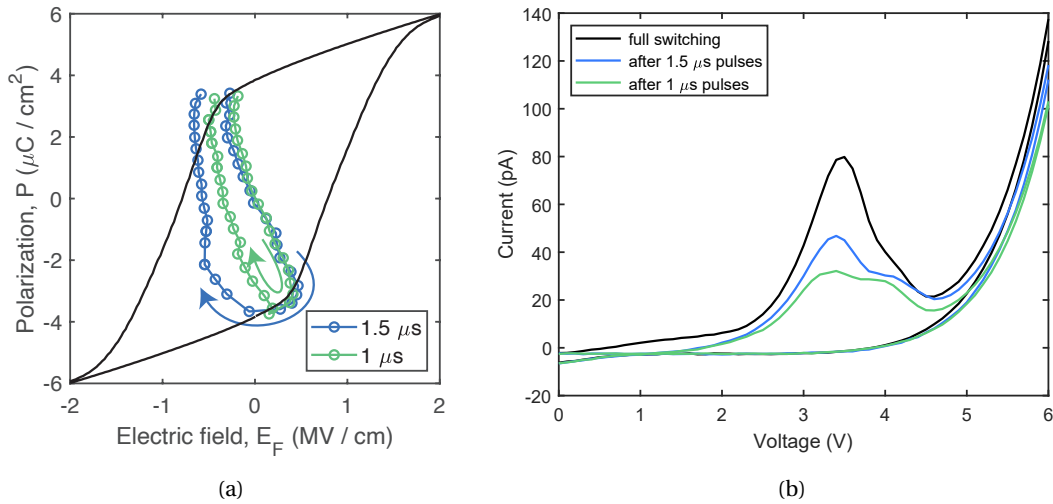 6
4
2
0
-2
-4
-6
-2
-1
0
1
2
Polarization, P (μC / cm²)
Electric field, E_F (MV / cm)
1.5 μs
1 μs
(a)
140
120
100
80
60
40
20
0
-20
0
1
2
3
4
5
6
Current (pA)
Voltage (V)
full switching
after 1.5 μs pulses
after 1 μs pulses
(b)